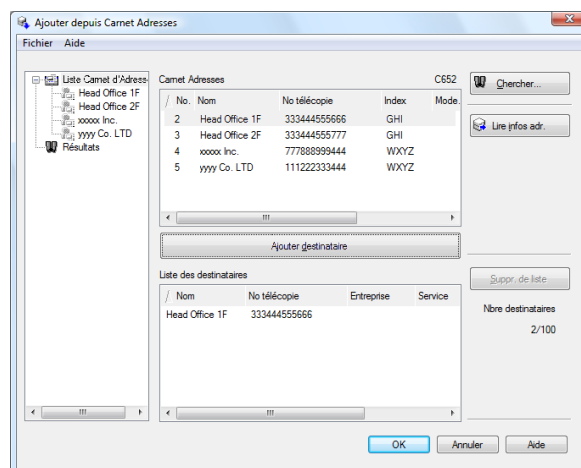 Ajouter depuis Carnet Adresses
Fichier Aide
Liste Carnet d'Adress
Head Office 1F
Head Office 2F
xxxxx Inc.
yyyy Co. LTD
Résultats
Carnet Adresses C652
/ No. Nom No télécopie Index Mode.
2 Head Office 1F 333444555666 GHI
3 Head Office 2F 333444555777 GHI
4 xxxxx Inc. 777888999444 WXYZ
5 yyyy Co. LTD 111222333444 WXYZ
Chercher...
Lire infos adr.
Ajouter destinataire
Liste des destinataires
/ Nom No télécopie Entreprise Service
Head Office 1F 333444555666
Suppr. de liste
Nbre destinataires
2/100
OK Annuler Aide